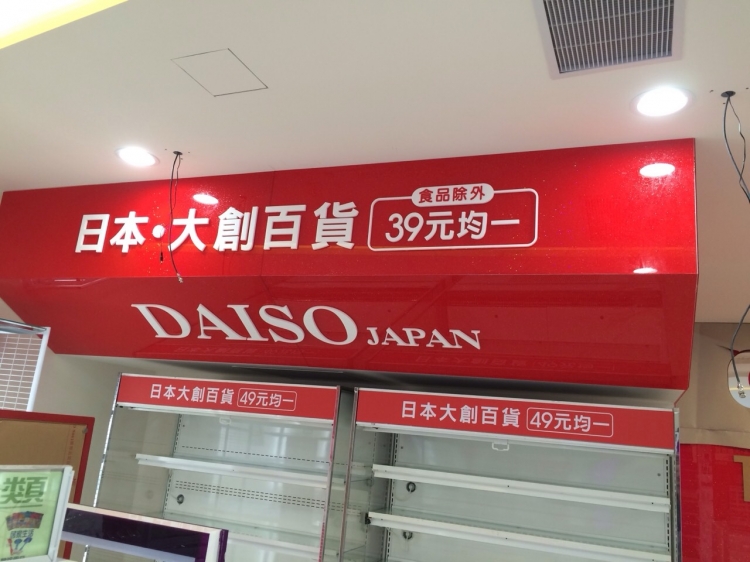 食品除外
日本・大創百貨 39元均一
DAISO JAPAN
日本大創百貨 49元均一
日本大創百貨 49元均一
類